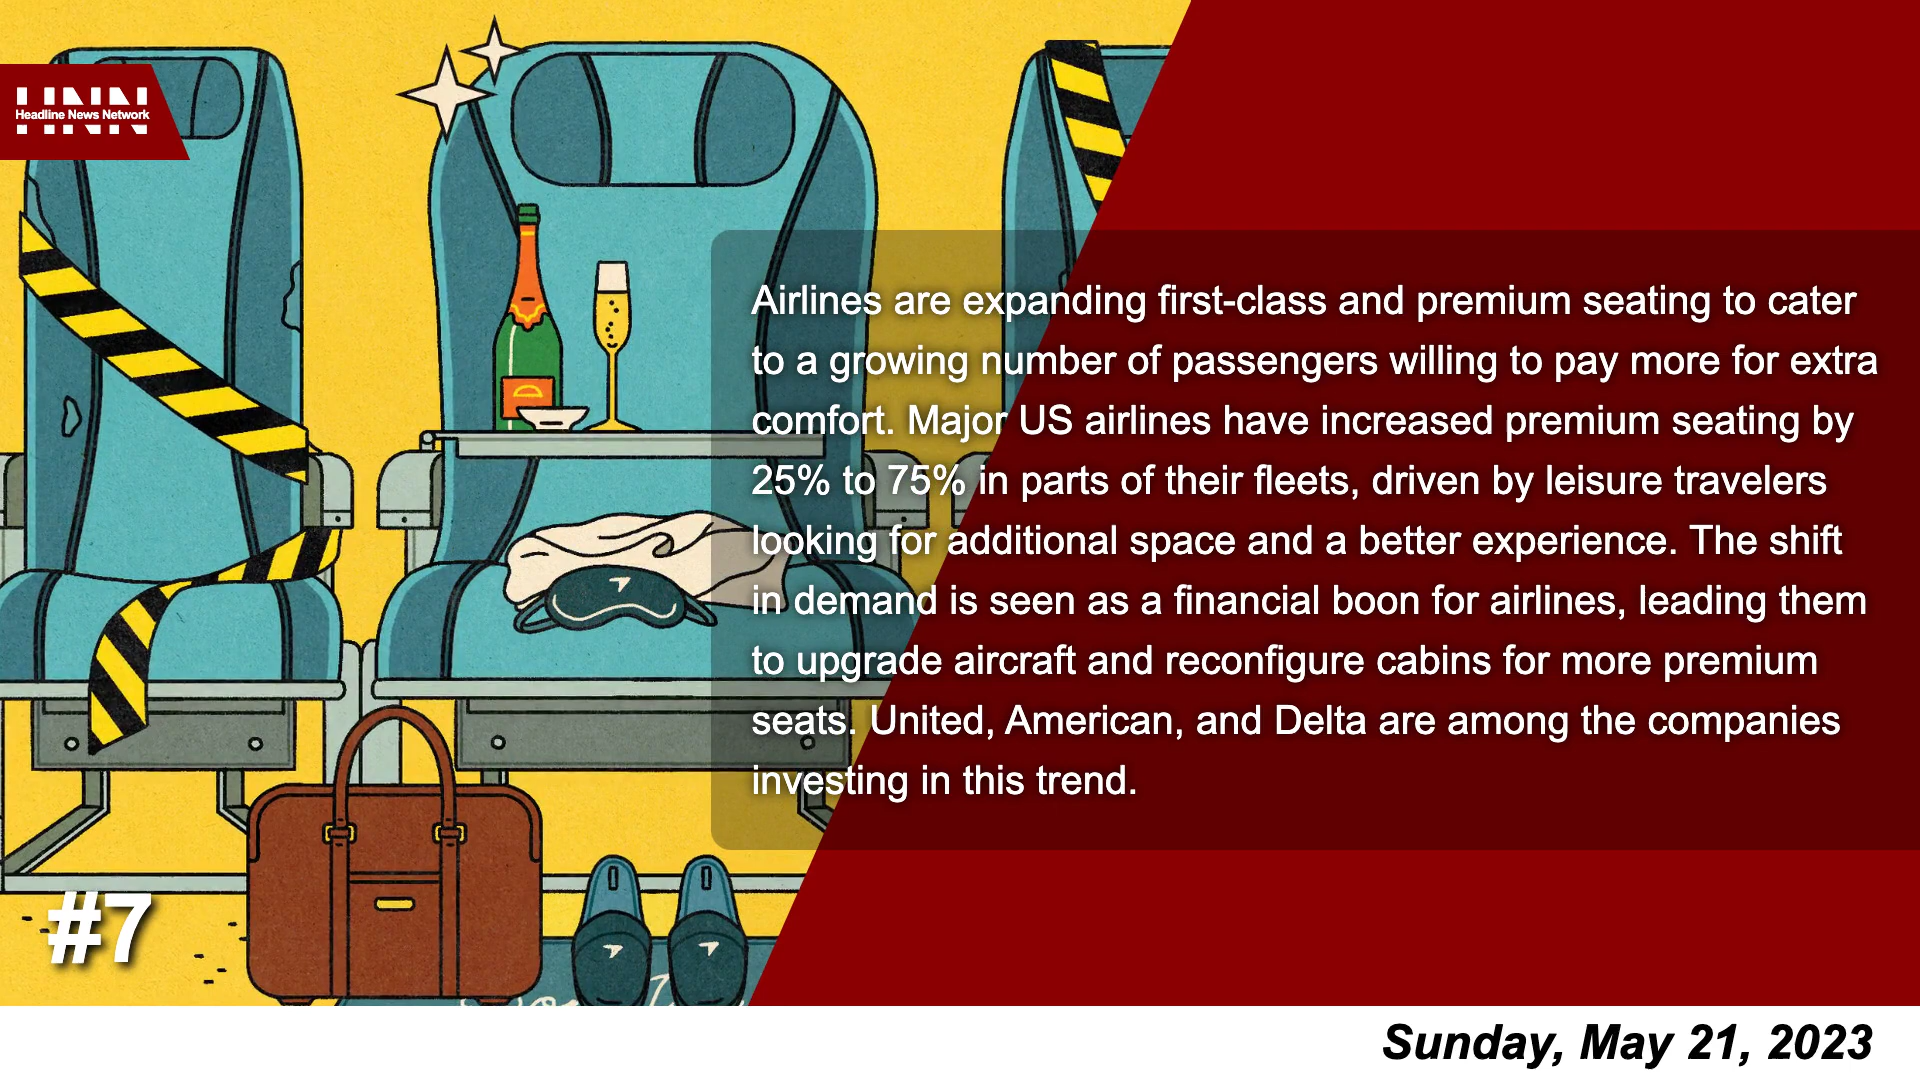 HNN
Headline News Network
Airlines are expanding first-class and premium seating to cater
to a growing number of passengers willing to pay more for extra
comfort. Major US airlines have increased premium seating by
25% to 75% in parts of their fleets, driven by leisure travelers
looking for additional space and a better experience. The shift
in demand is seen as a financial boon for airlines, leading them
to upgrade aircraft and reconfigure cabins for more premium
seats. United, American, and Delta are among the companies
investing in this trend.
#7
Sunday, May 21, 2023